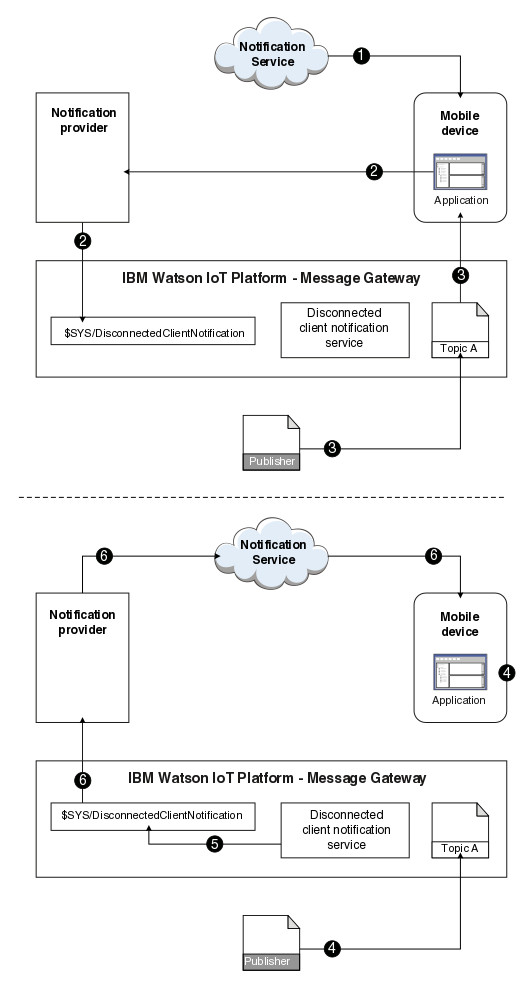 Notification
Service
1
Notification
provider
Mobile
device
2
Application
2
3
IBM Watson IoT Platform - Message Gateway
$SYS/DisconnectedClientNotification
Disconnected
client notification
service
Topic A
Publisher
3
Notification
Service
6
6
Notification
provider
Mobile
device
4
Application
6
IBM Watson IoT Platform - Message Gateway
$SYS/DisconnectedClientNotification
Disconnected
client notification
service
5
Topic A
Publisher
4